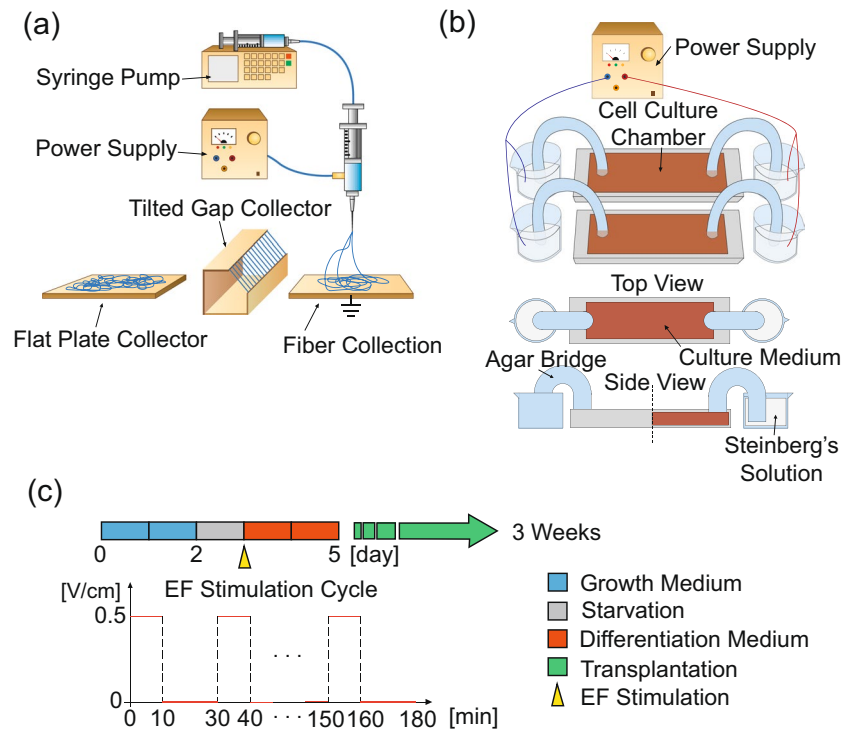 (a)
Syringe Pump
Power Supply
Tilted Gap Collector
Flat Plate Collector
Fiber Collection
(b)
Power Supply
Cell Culture
Chamber
Top View
Culture Medium
Agar Bridge
Side View
Steinberg's
Solution
(c)
0 2 5 [day]
3 Weeks
[V/cm]
EF Stimulation Cycle
0.5
0
0 10 30 40 ... 150 160 180 [min]
. . .
Growth Medium
Starvation
Differentiation Medium
Transplantation
EF Stimulation